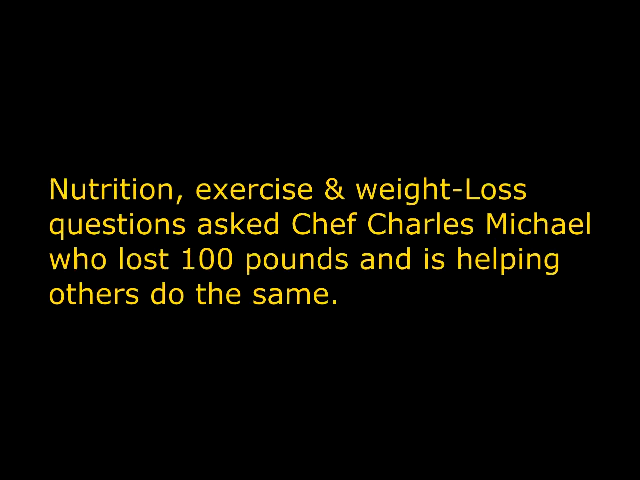 Nutrition, exercise & weight-Loss
questions asked Chef Charles Michael
who lost 100 pounds and is helping
others do the same.